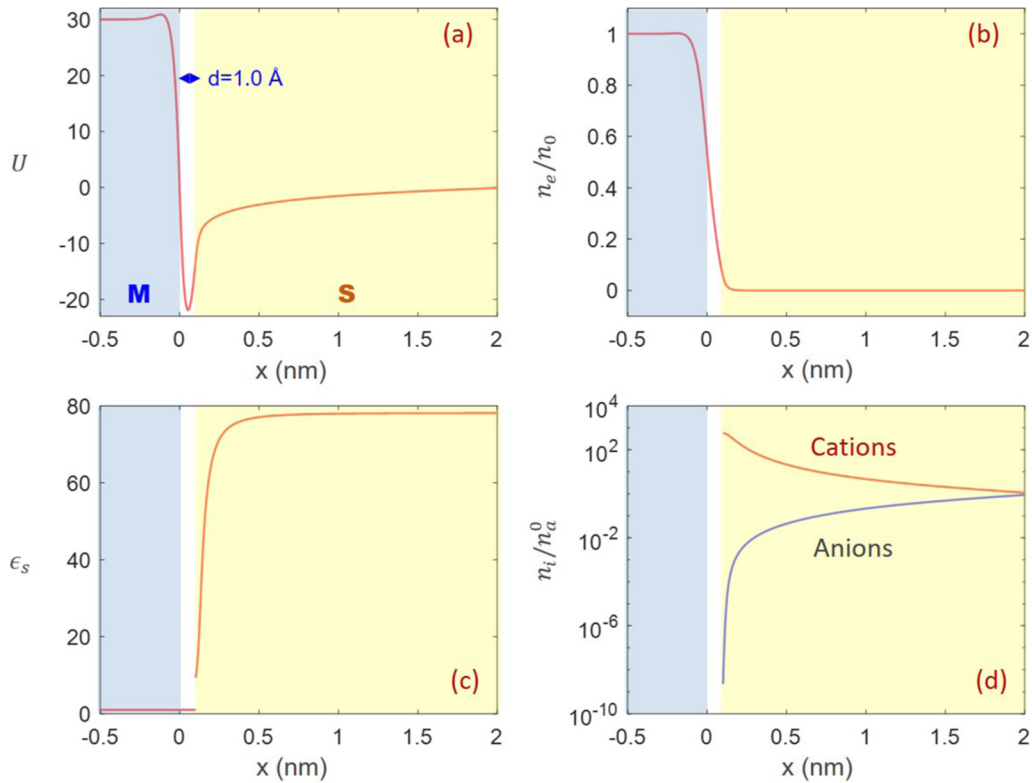 (a)
30
20
10
0
-10
-20
U
d=1.0 Å
M
S
-0.5 0 0.5 1 1.5 2
x (nm)
(b)
1
0.8
0.6
0.4
0.2
0
n_e/n_0
-0.5 0 0.5 1 1.5 2
x (nm)
80
60
40
20
0
ϵ_s
(c)
-0.5 0 0.5 1 1.5 2
x (nm)
10^4
10^2
10^-2
10^-6
10^-10
n_i/n_a^0
Cations
Anions
(d)
-0.5 0 0.5 1 1.5 2
x (nm)